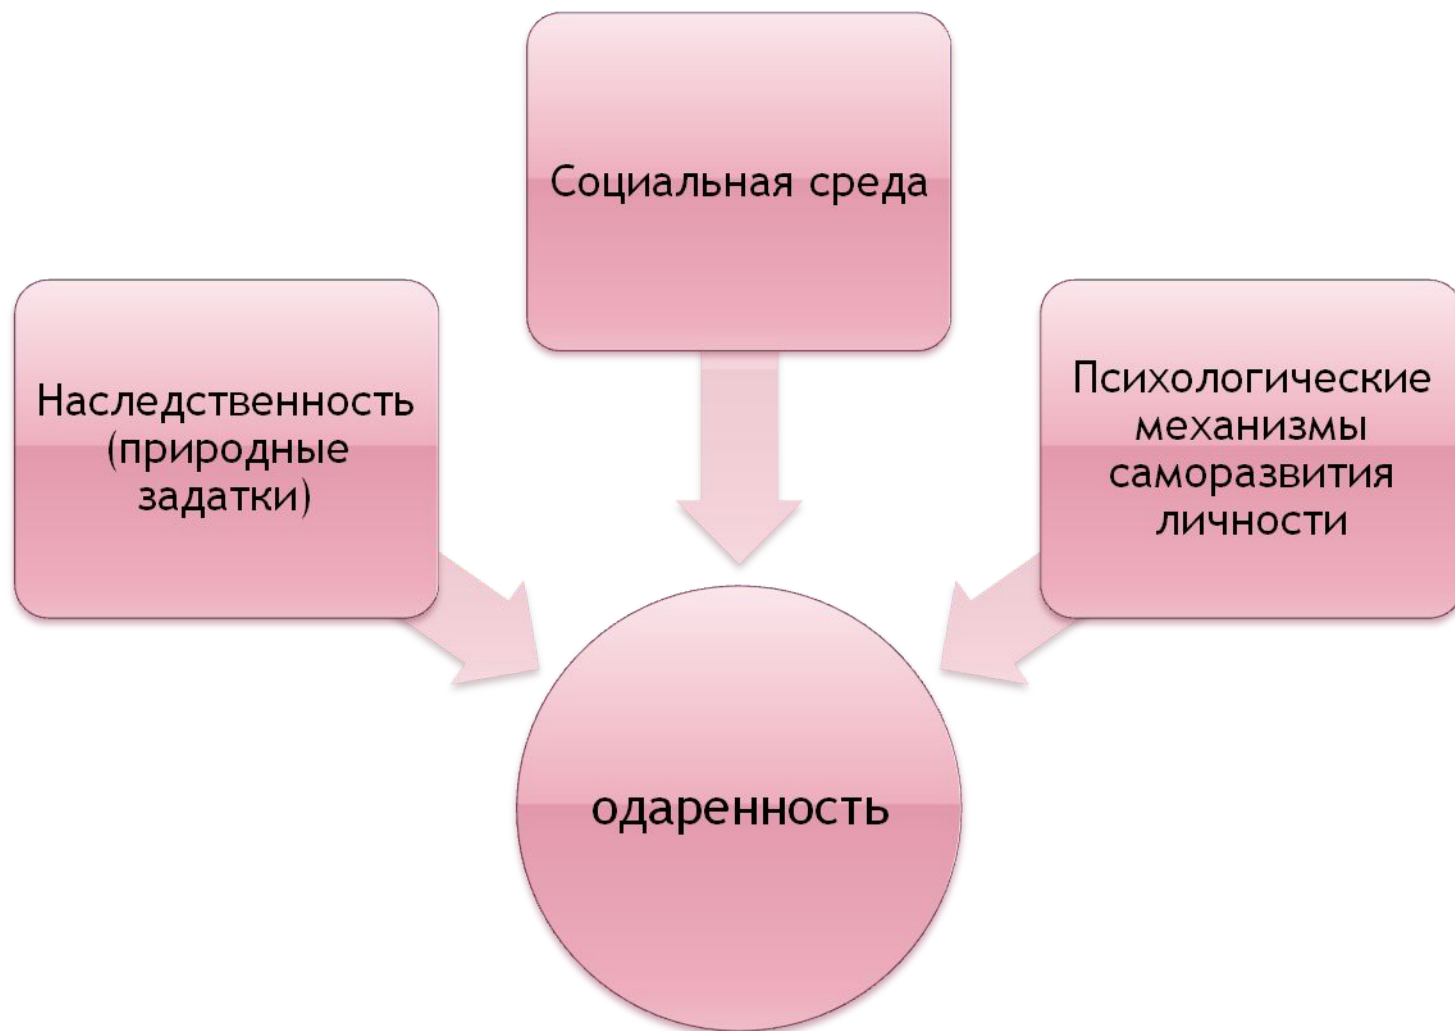 Социальная среда
Наследственность
(природные
задатки)
Психологические
механизмы
саморазвития
личности
одаренность